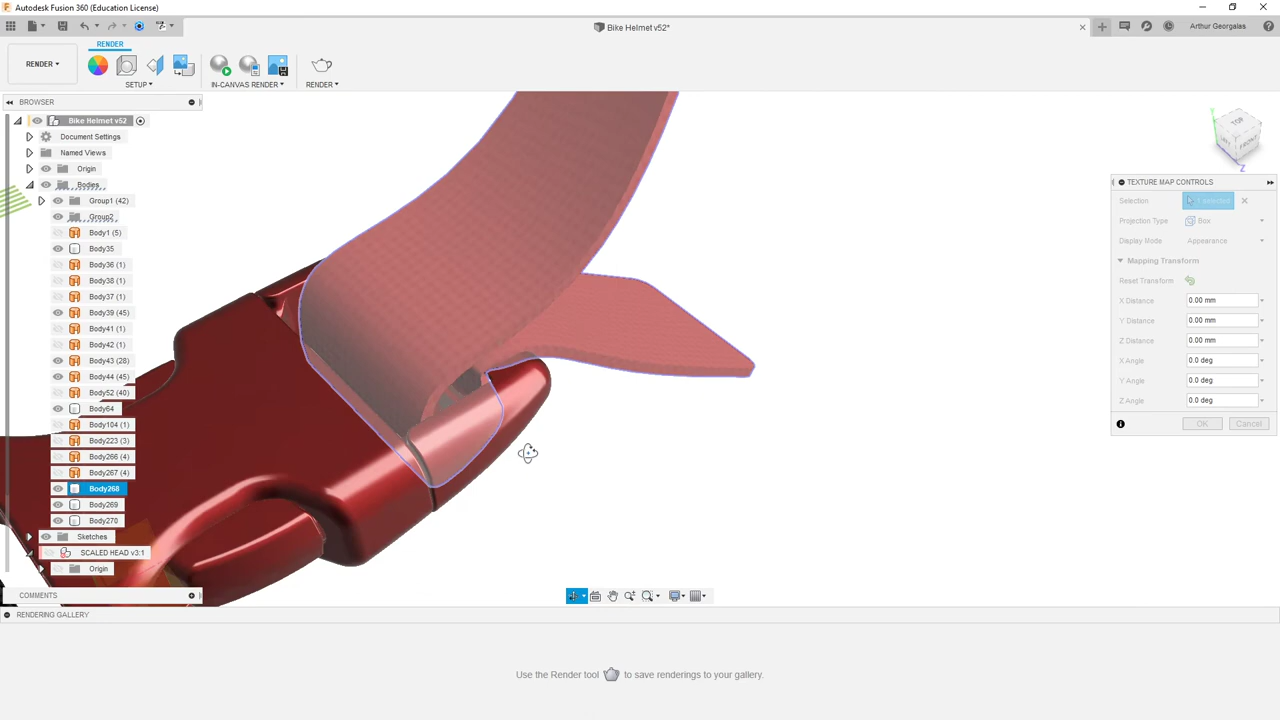 Autodesk Fusion 360 (Education License)
Bike Helmet v52*
Arthur Georgalas
RENDER
RENDER
SETUP
IN-CANVAS RENDER
RENDER
BROWSER
Bike Helmet v52
Document Settings
Named Views
Origin
Bodies
Group1 (42)
Group2
Body1 (5)
Body35
Body36 (1)
Body38 (1)
Body37 (1)
Body39 (45)
Body41 (1)
Body42 (1)
Body43 (28)
Body44 (45)
Body52 (40)
Body64
Body104 (1)
Body223 (3)
Body266 (4)
Body267 (4)
Body268
Body269
Body270
Sketches
SCALED HEAD v3:1
Origin
COMMENTS
TOP
LEFT
FRONT
Y
Z
TEXTURE MAP CONTROLS
Selection 1 selected
Projection Type Box
Display Mode Appearance
Mapping Transform
Reset Transform
X Distance 0.00 mm
Y Distance 0.00 mm
Z Distance 0.00 mm
X Angle 0.0 deg
Y Angle 0.0 deg
Z Angle 0.0 deg
OK Cancel
RENDERING GALLERY
Use the Render tool to save renderings to your gallery.